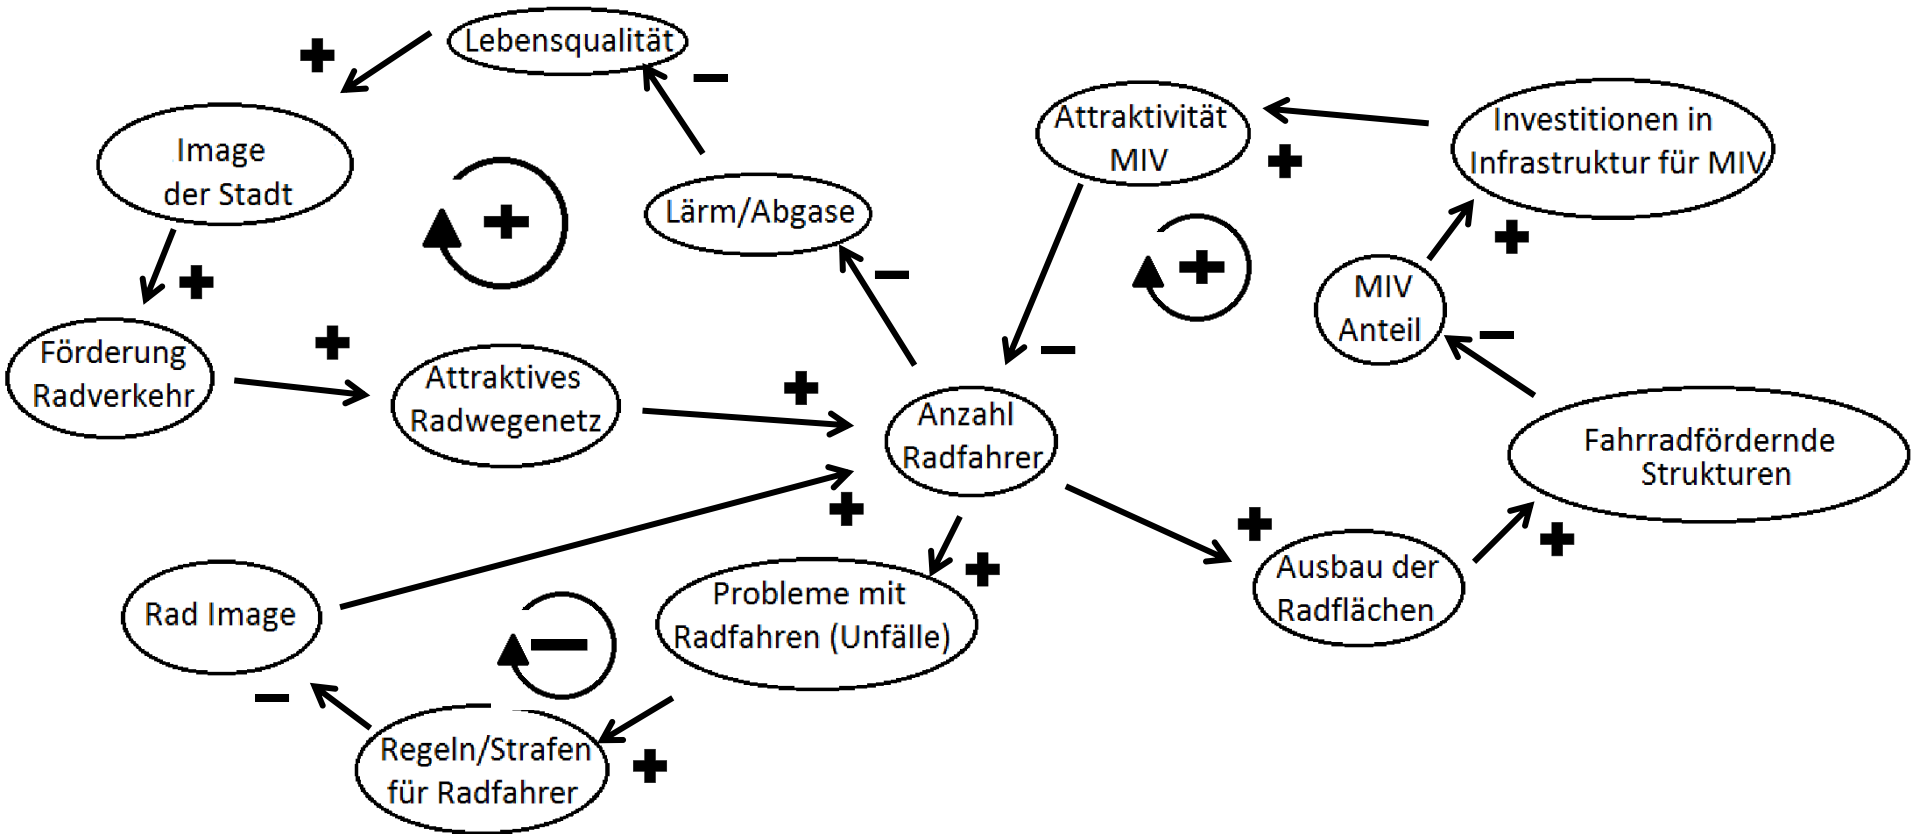 Lebensqualität
+
−
Image
der Stadt
+
Lärm/Abgase
+
−
Förderung
Radverkehr
+
Attraktives
Radwegenetz
+
Attraktivität
MIV
+
Investitionen in
Infrastruktur für MIV
+
+
MIV
Anteil
−
−
Anzahl
Radfahrer
Fahrradfördernde
Strukturen
+
+
+
+
Ausbau der
Radflächen
Probleme mit
Radfahren (Unfälle)
Rad Image
−
−
Regeln/Strafen
für Radfahrer
+